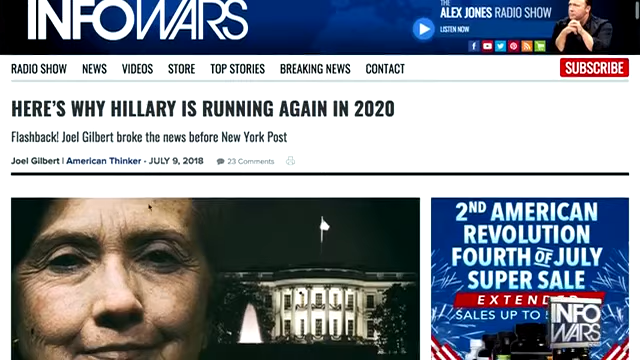 INFOWARS
THE
ALEX JONES RADIO SHOW
LISTEN NOW
RADIO SHOW NEWS VIDEOS STORE TOP STORIES BREAKING NEWS CONTACT SUBSCRIBE
HERE'S WHY HILLARY IS RUNNING AGAIN IN 2020
Flashback! Joel Gilbert broke the news before New York Post
Joel Gilbert | American Thinker - JULY 9, 2018 23 Comments
2ND AMERICAN
REVOLUTION
FOURTH OF JULY
SUPER SALE
SALES UP TO
INFO
WARS